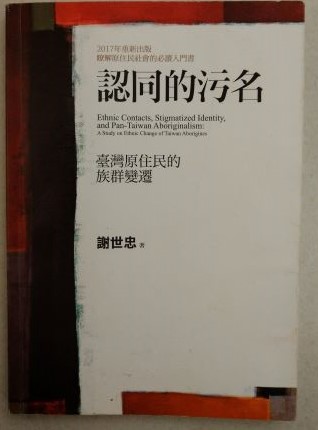 2017年重新出版
瞭解原住民社會的必讀入門書
認同的污名
Ethnic Contacts, Stigmatized Identity,
and Pan-Taiwan Aboriginalism:
A Study on Ethnic Change of Taiwan Aborigines
臺灣原住民的
族群變遷
謝世忠 著